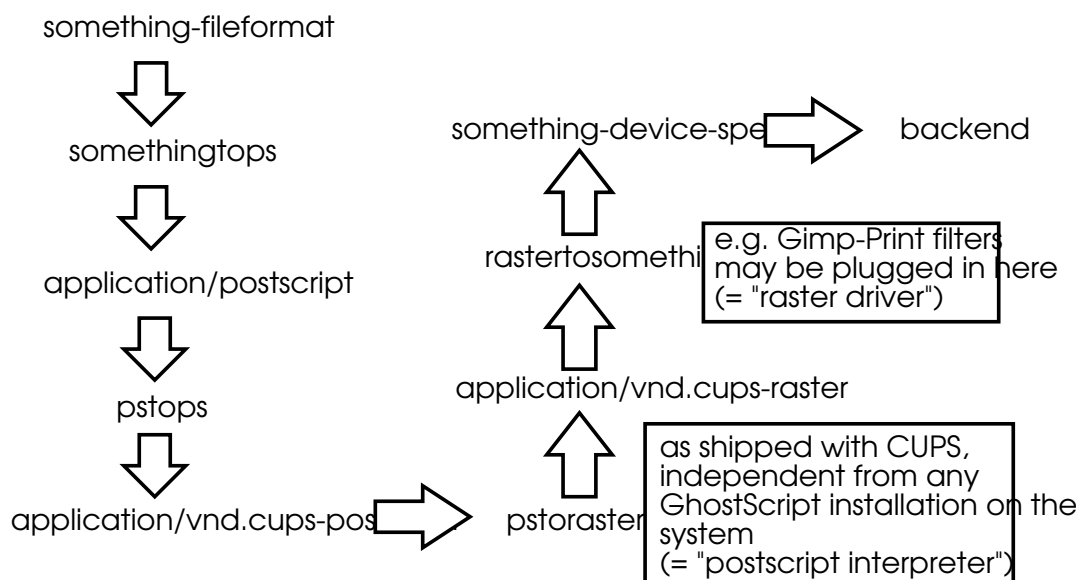 something-fileformat
somethingtops
application/postscript
pstops
application/vnd.cups-pos
pstoraster
as shipped with CUPS,
independent from any
GhostScript installation on the
system
(= "postscript interpreter")
application/vnd.cups-raster
rastertosomethi
e.g. Gimp-Print filters
may be plugged in here
(= "raster driver")
something-device-spe
backend